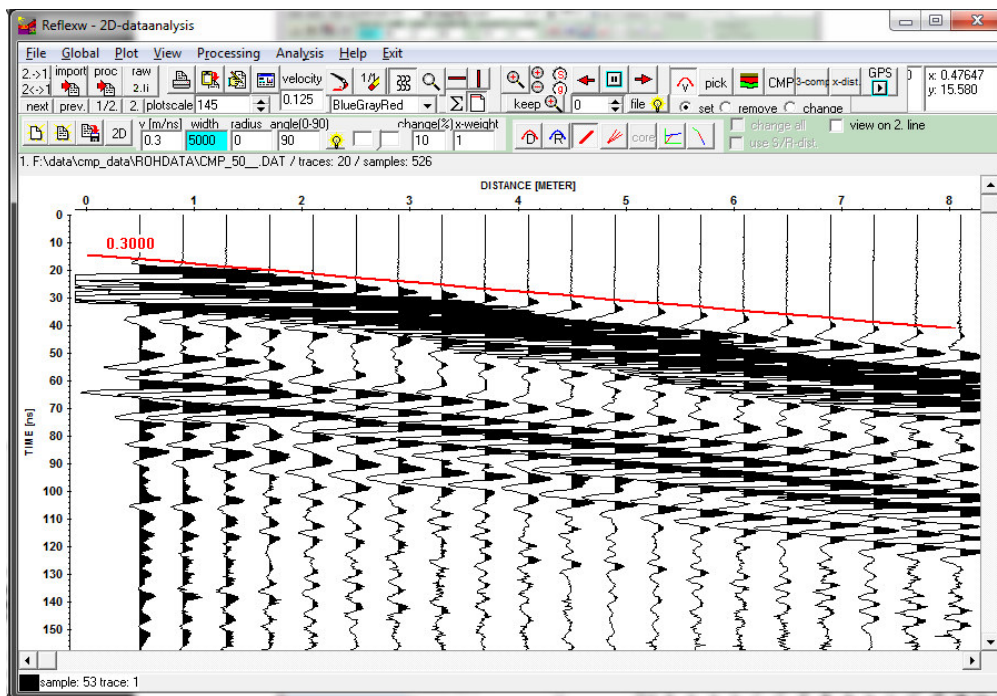 Reflexw - 2D-dataanalysis
File Global Plot View Processing Analysis Help Exit
2.->1 import proc raw velocity pick CMP 3-comp x-dist. GPS x: 0.47647
2<->1 2.li 0.125 y: 15.580
next prev. 1/2 2. plotscale 145 BlueGrayRed keep 0 file set remove change
v [m/ns] width radius angle(0-90) change(%) x-weight change all view on 2. line
2D 0.3 5000 0 90 10 1 core use S/R-dist.
1. F:\data\cmp_data\ROHDATA\CMP_50__.DAT / traces: 20 / samples: 526
DISTANCE [METER]
0 1 2 3 4 5 6 7 8
0
0.3000
10
20
30
40
50
60
70
80
90
100
110
120
130
140
150
TIME [ns]
sample: 53 trace: 1